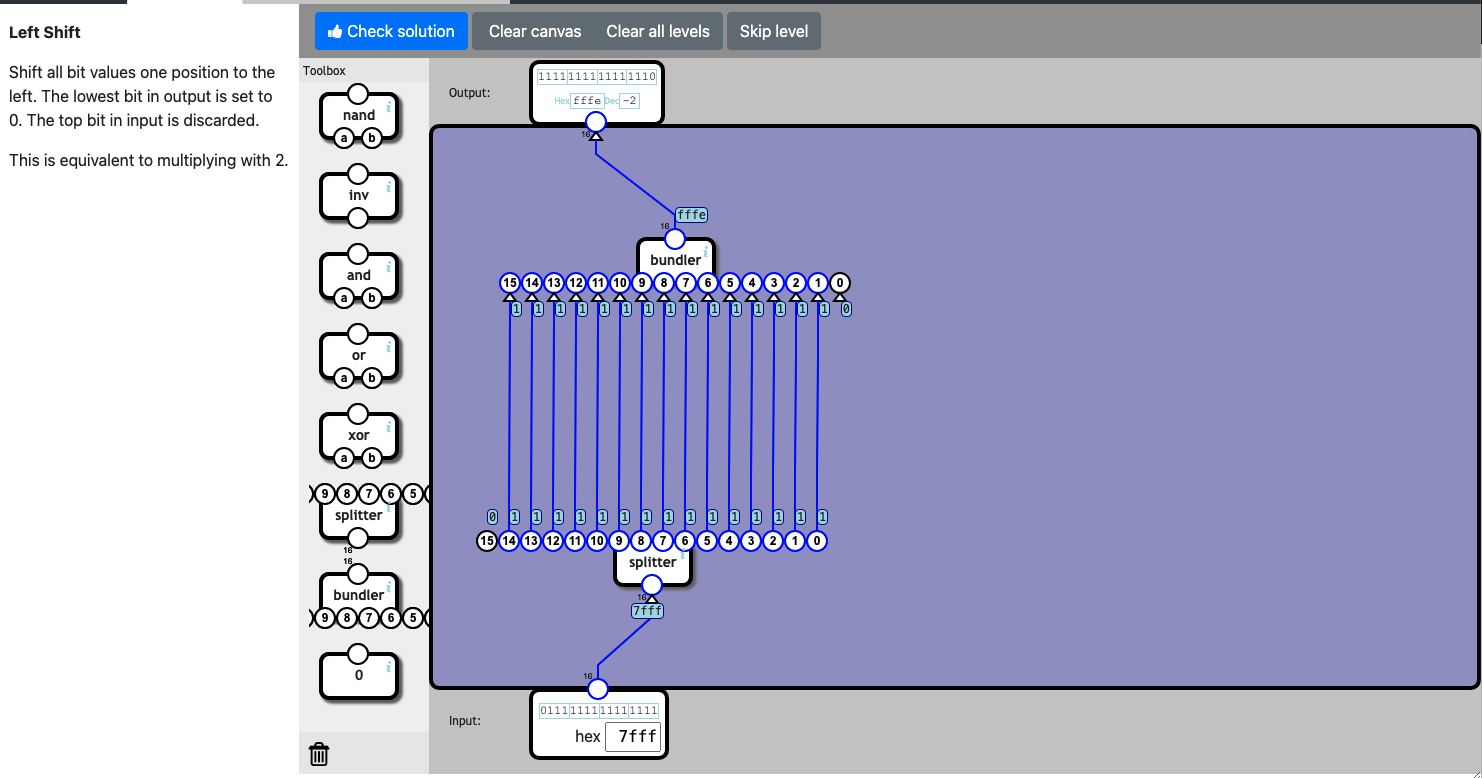 Left Shift
Shift all bit values one position to the
left. The lowest bit in output is set to
0. The top bit in input is discarded.
This is equivalent to multiplying with 2.
Check solution
Clear canvas
Clear all levels
Skip level
Toolbox
nand
a b
inv
and
a b
or
a b
xor
a b
9 8 7 6 5
splitter
16
16
bundler
9 8 7 6 5
0
Output:
1111 1111 1111 1110
Hex fffe Dec -2
16
fffe
16
bundler
15 14 13 12 11 10 9 8 7 6 5 4 3 2 1 0
1 1 1 1 1 1 1 1 1 1 1 1 1 1 1 0
0 1 1 1 1 1 1 1 1 1 1 1 1 1 1 1
15 14 13 12 11 10 9 8 7 6 5 4 3 2 1 0
splitter
16
7fff
16
Input:
0111 1111 1111 1111
hex 7fff